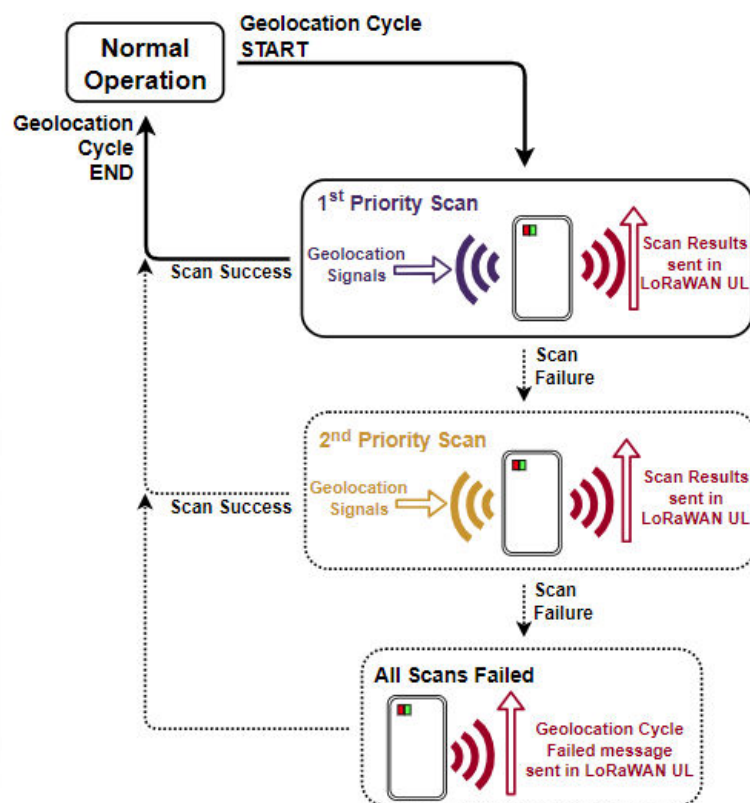 Normal
Operation
Geolocation Cycle
START
Geolocation
Cycle
END
1st Priority Scan
Geolocation
Signals
Scan Results
sent in
LoRaWAN UL
Scan Success
Scan
Failure
2nd Priority Scan
Geolocation
Signals
Scan Results
sent in
LoRaWAN UL
Scan Success
Scan
Failure
All Scans Failed
Geolocation Cycle
Failed message
sent in LoRaWAN UL